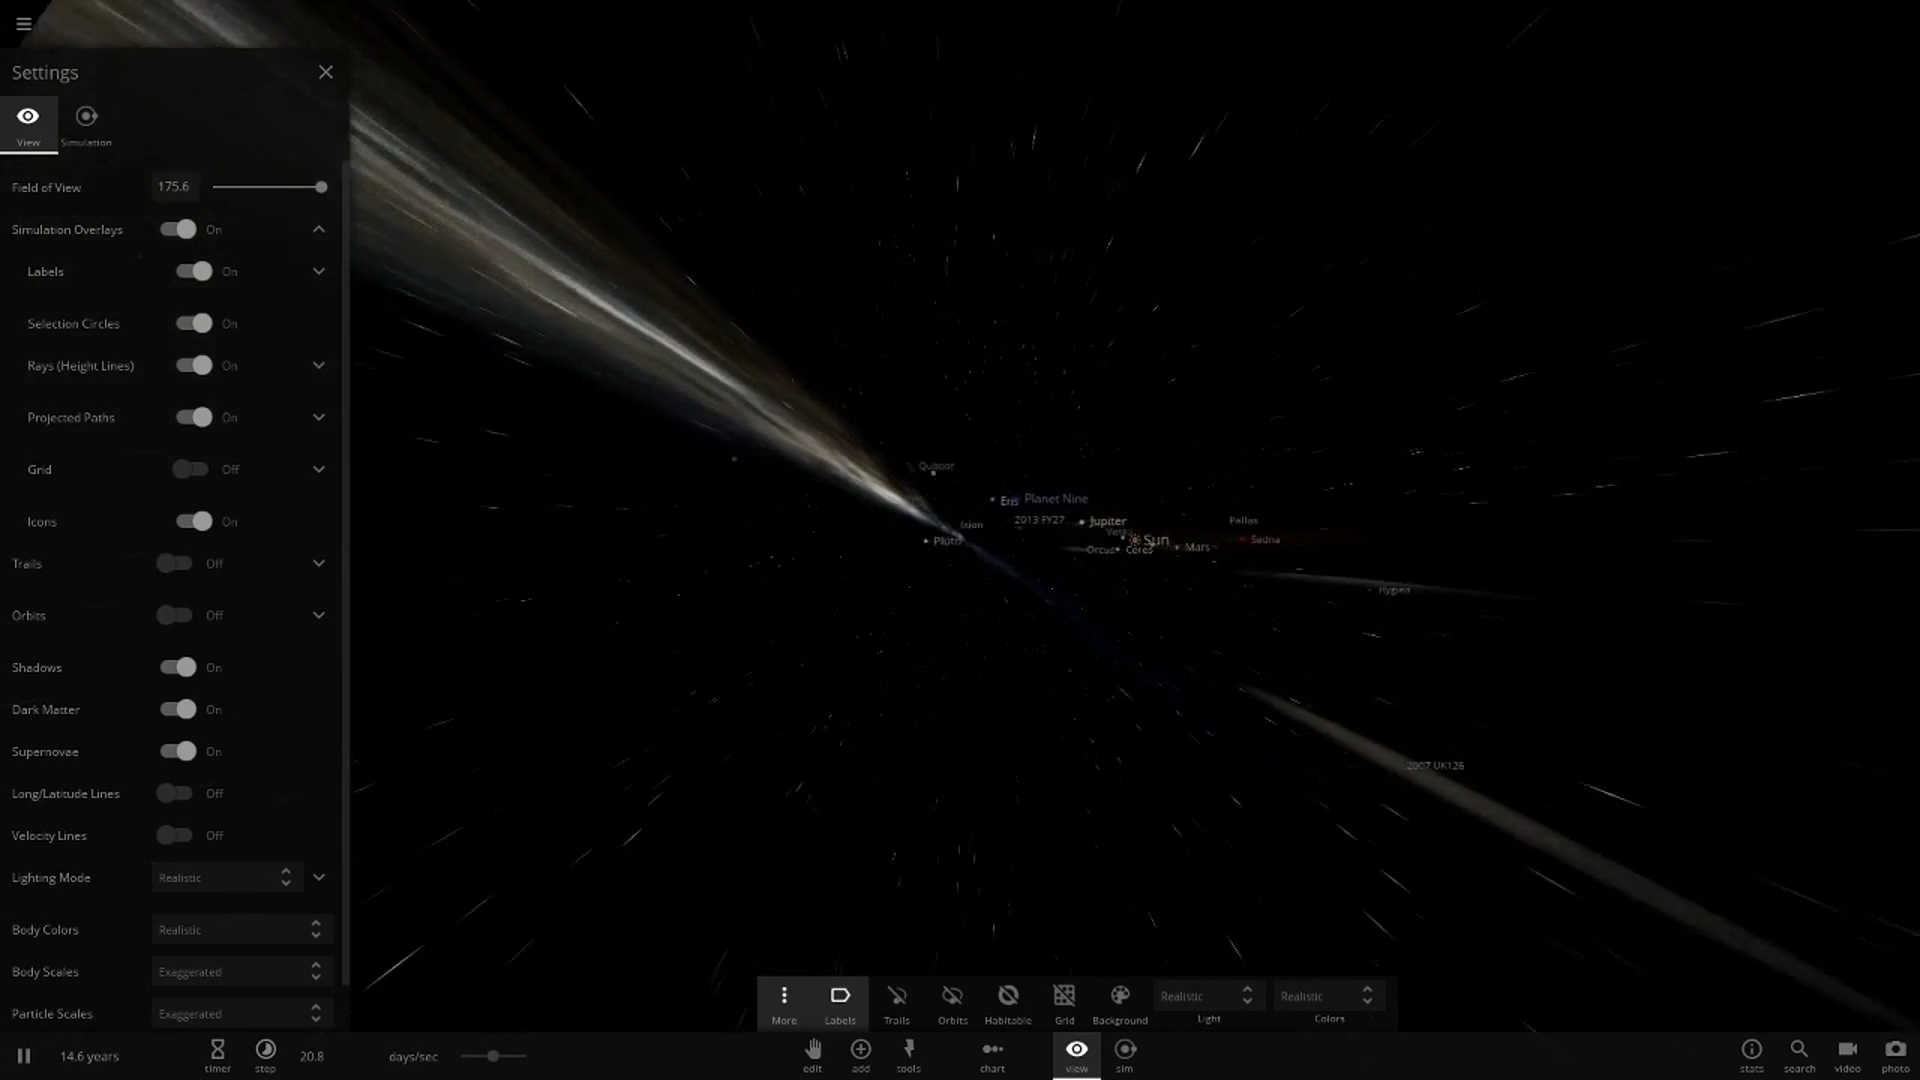 Settings
View
Simulation
Field of View 175.6
Simulation Overlays On
Labels On
Selection Circles On
Rays (Height Lines) On
Projected Paths On
Grid Off
Icons On
Trails Off
Orbits Off
Shadows On
Dark Matter On
Supernovae On
Long/Latitude Lines Off
Velocity Lines Off
Lighting Mode Realistic
Body Colors Realistic
Body Scales Exaggerated
Particle Scales Exaggerated
Quaoar
Eris Planet Nine
Ixion 2013 FY27 Jupiter Pallas
Vesta
Pluto Orcus Ceres Sun Mars Sedna
Hygiea
2007 UK126
More Labels Trails Orbits Habitable Grid Background Realistic Light Realistic Colors
14.6 years timer step 20.8 days/sec edit add tools chart view sim stats search video photo